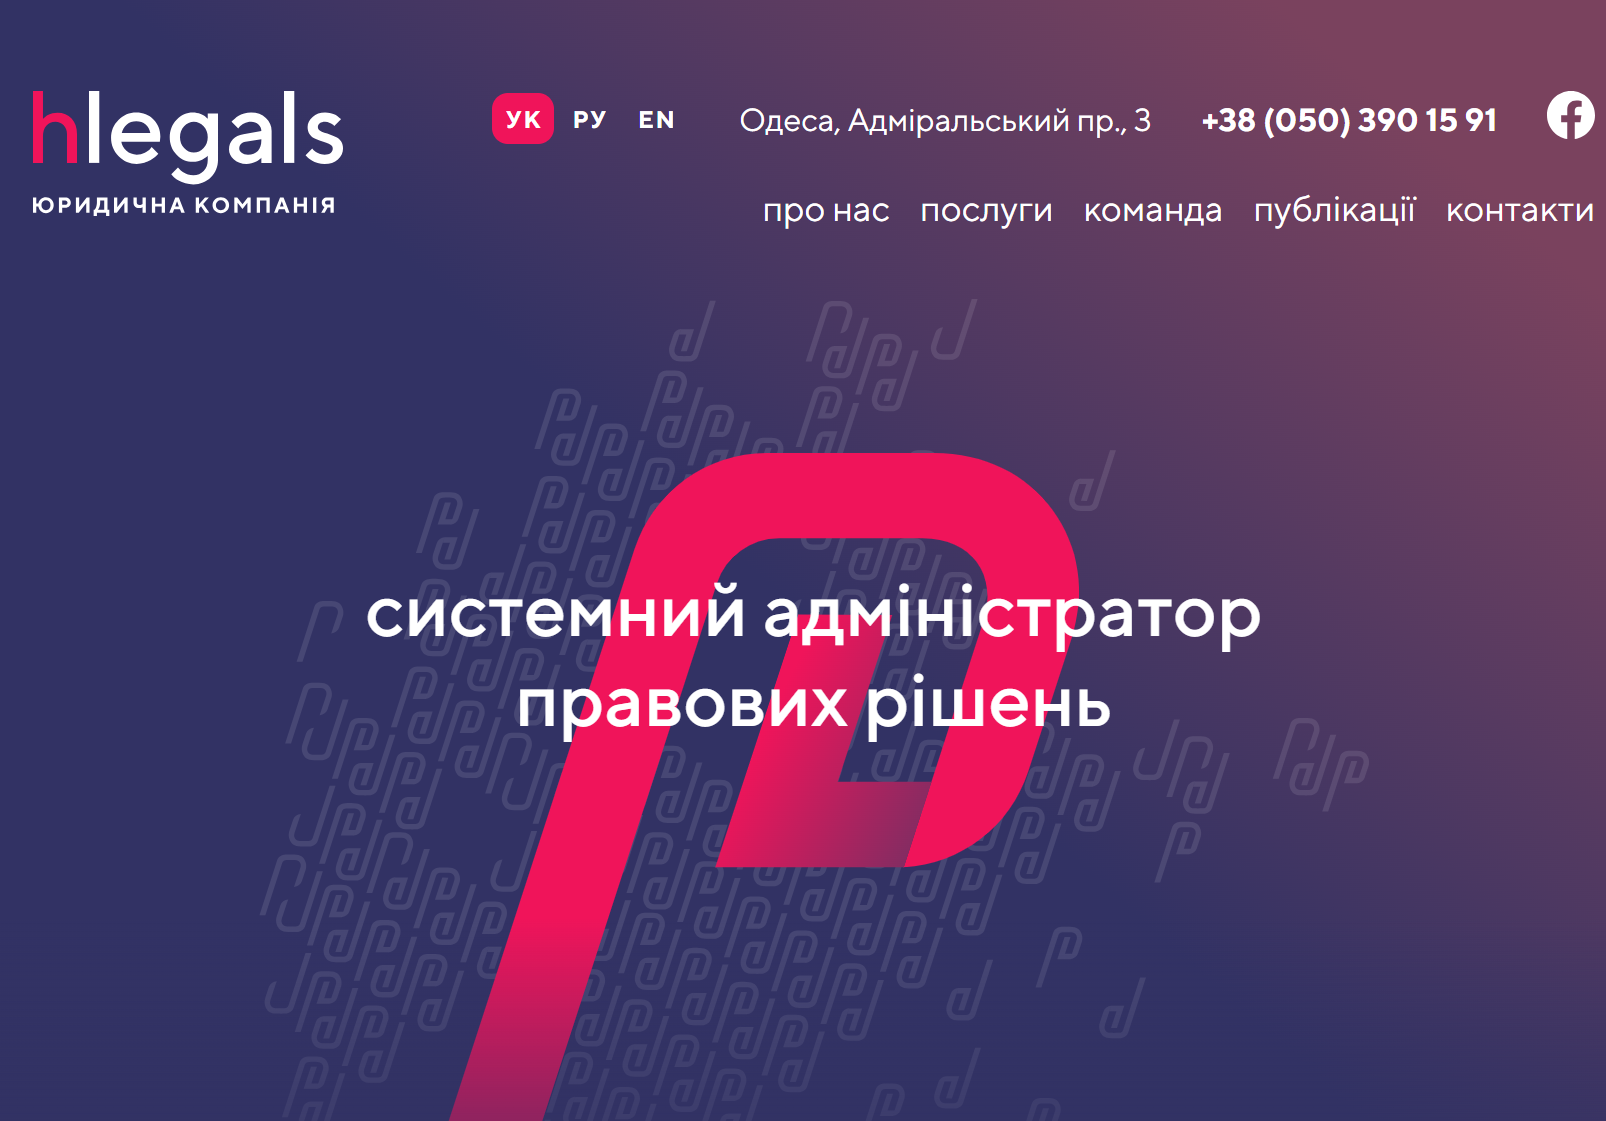 hlegals
ЮРИДИЧНА КОМПАНІЯ
УК РУ EN
Одеса, Адміральський пр., 3
+38 (050) 390 15 91
про нас послуги команда публікації контакти
системний адміністратор
правових рішень